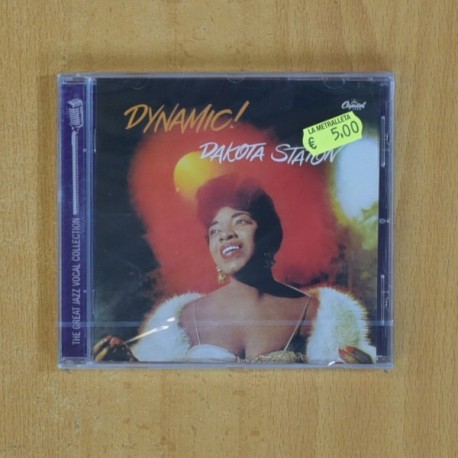 DYNAMIC!
Capitol
LA METRALLETA
€ 5,00
DAKOTA STATON
THE GREAT JAZZ VOCAL COLLECTION